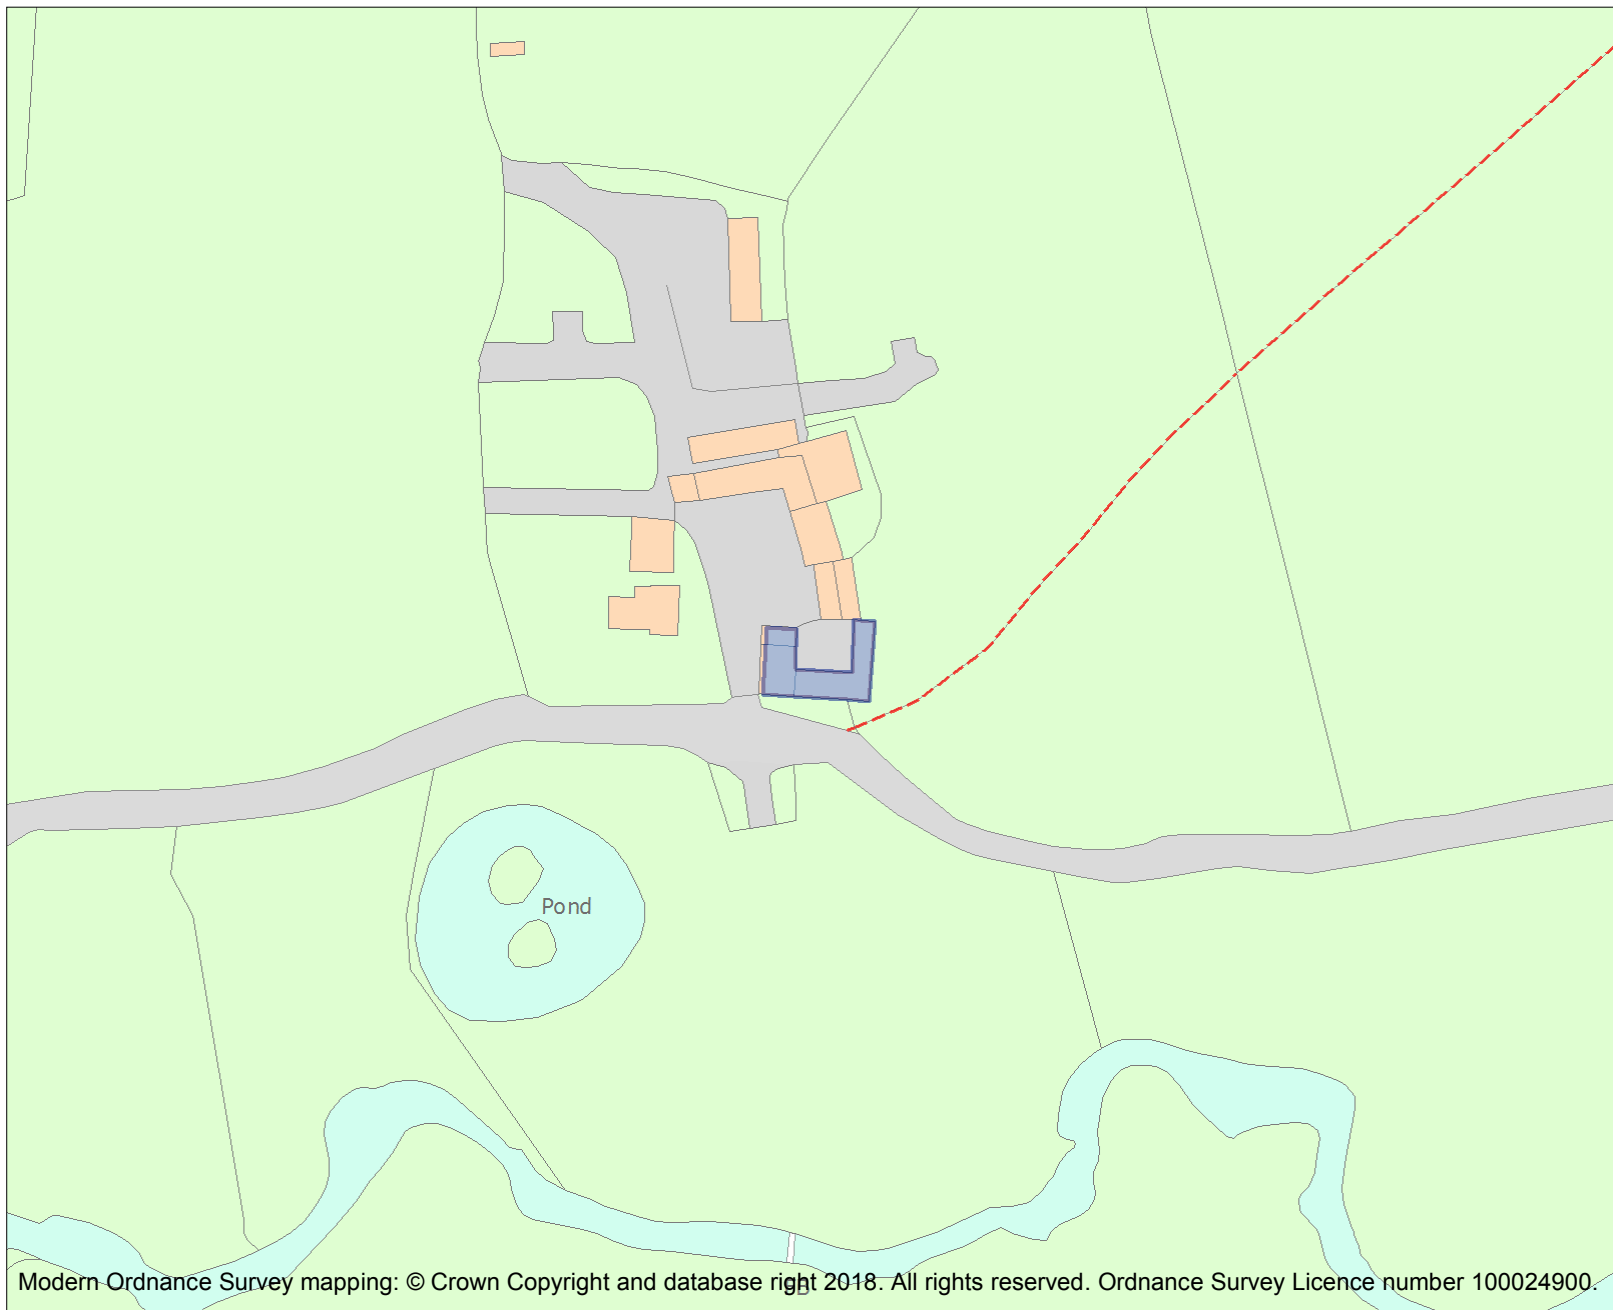 Pond
Modern Ordnance Survey mapping: © Crown Copyright and database right 2018. All rights reserved. Ordnance Survey Licence number 100024900.